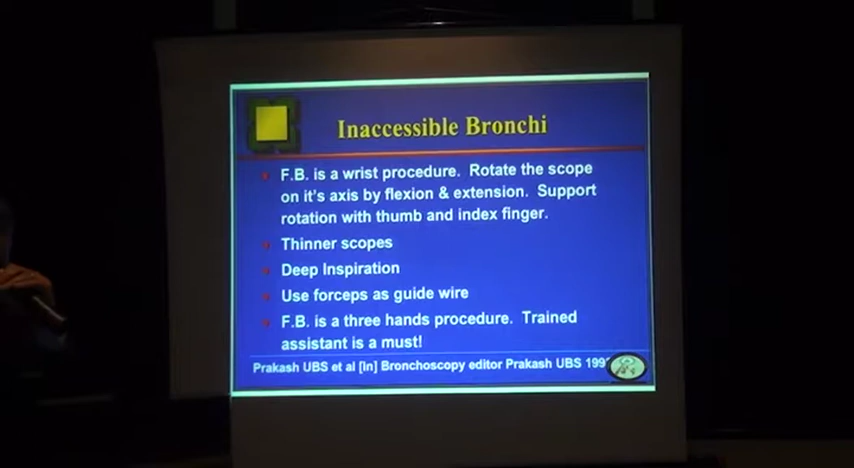 Inaccessible Bronchi
F.B. is a wrist procedure. Rotate the scope
on it's axis by flexion & extension. Support
rotation with thumb and index finger.
Thinner scopes
Deep Inspiration
Use forceps as guide wire
F.B. is a three hands procedure. Trained
assistant is a must!
Prakash UBS et al [In] Bronchoscopy editor Prakash UBS